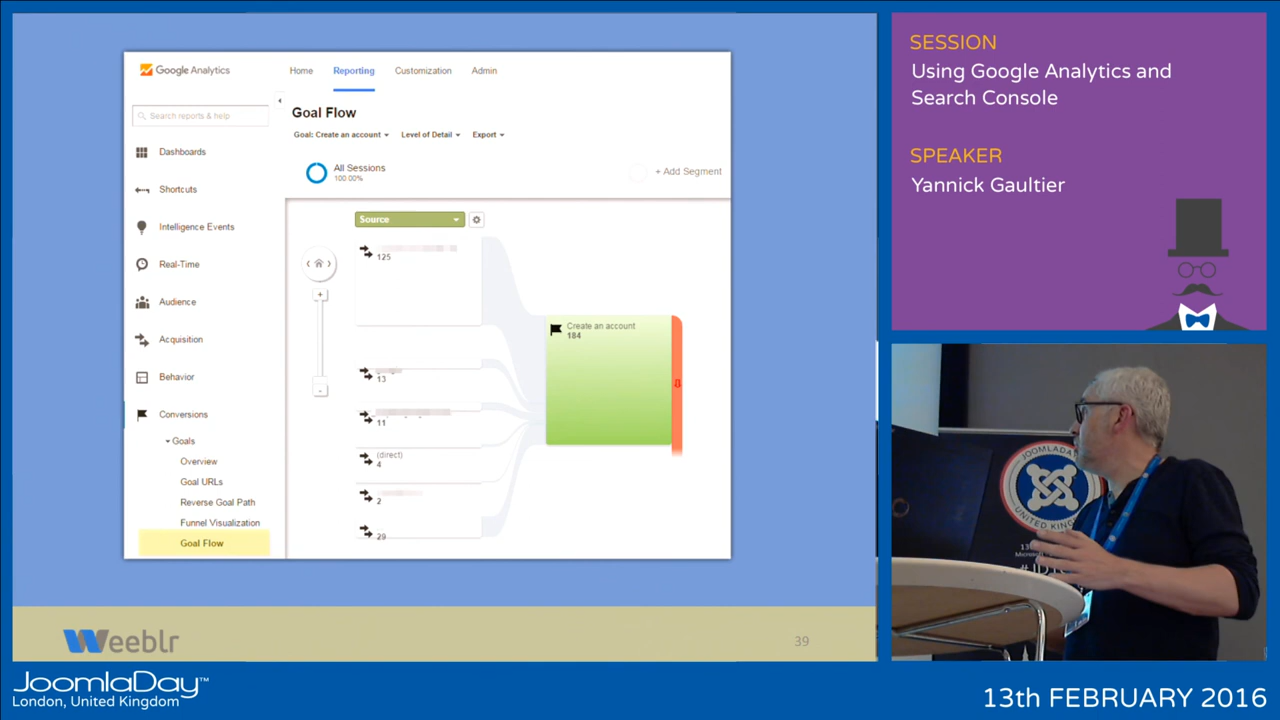 Google Analytics
Home
Reporting
Customization
Admin
Search reports & help
Goal Flow
Goal: Create an account
Level of Detail
Export
Dashboards
All Sessions
100.00%
+ Add Segment
Shortcuts
Source
Intelligence Events
125
Real-Time
Audience
Create an account
184
Acquisition
Behavior
13
Conversions
11
Goals
(direct)
4
Overview
Goal URLs
2
Reverse Goal Path
Funnel Visualization
29
Goal Flow
Weeblr
39
SESSION
Using Google Analytics and
Search Console
SPEAKER
Yannick Gaultier
JOOMLADAY
UNITED KINGDOM
JoomlaDay™
London, United Kingdom
13th FEBRUARY 2016